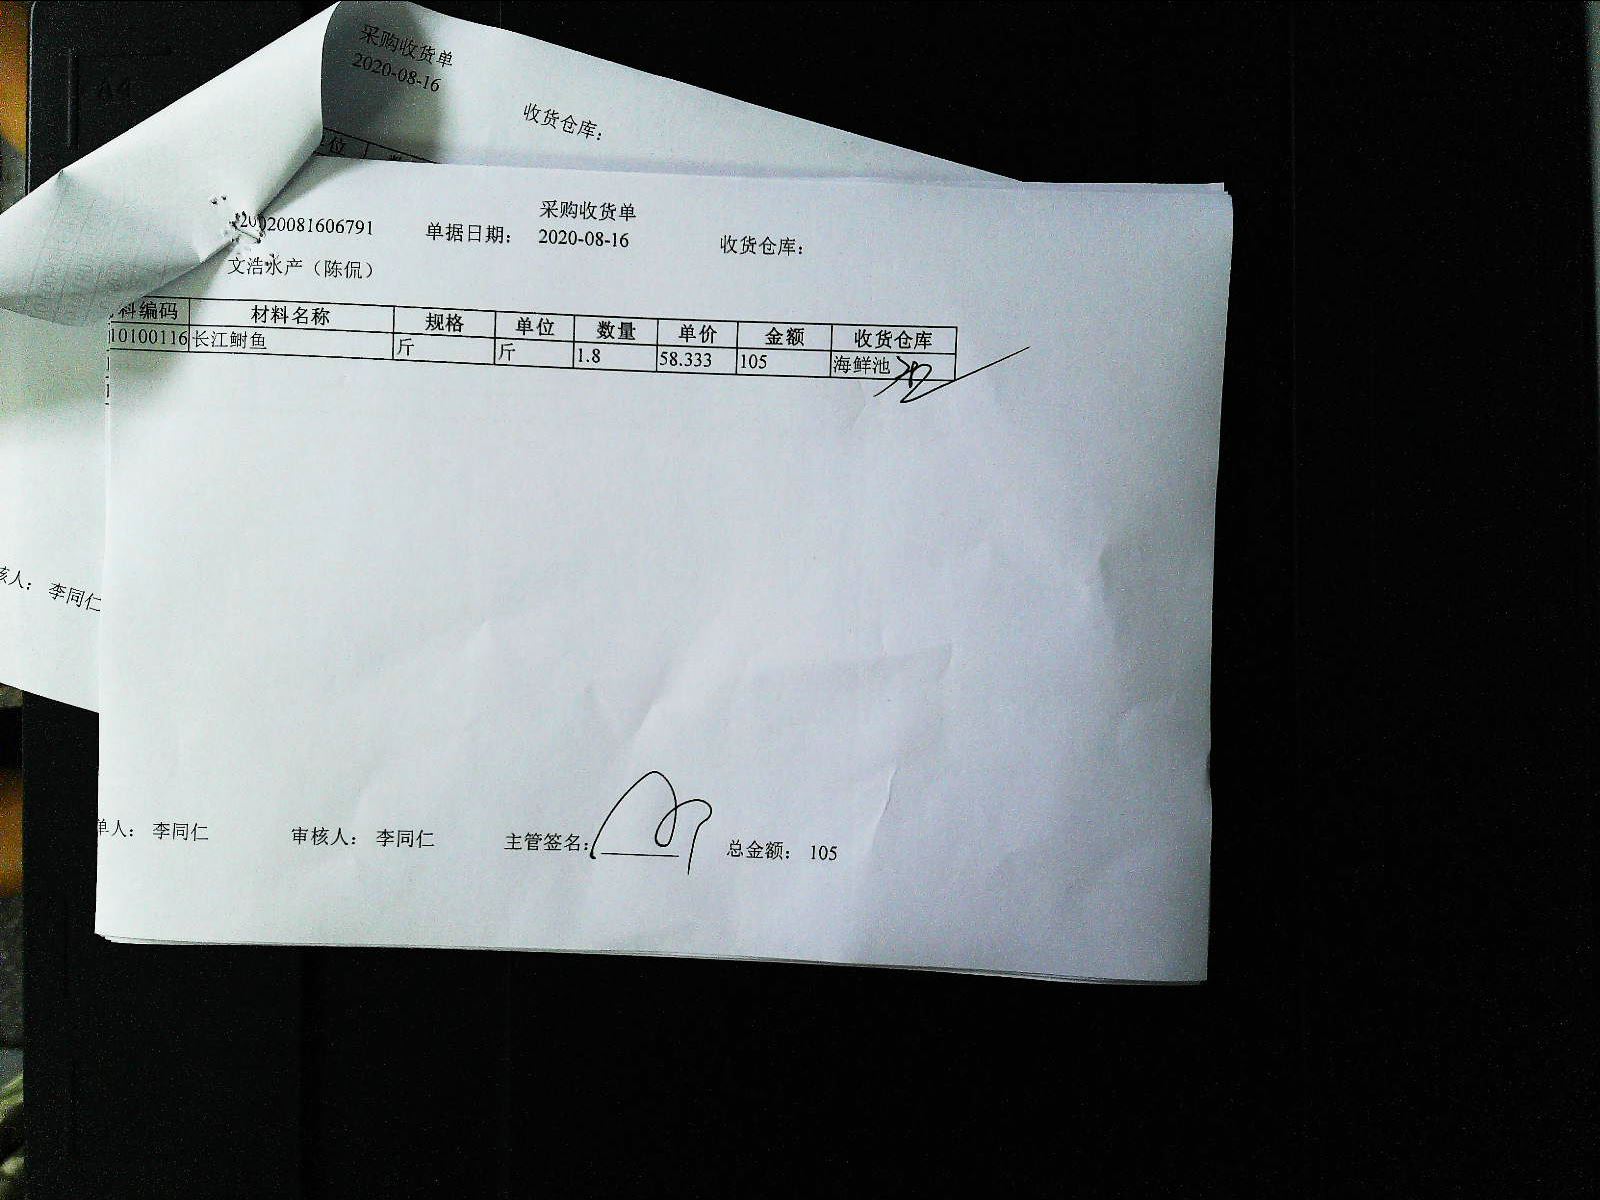 采购收货单
2020-08-16
收货仓库：
采购收货单
20081606791 单据日期： 2020-08-16 收货仓库：
文浩水产（陈侃）
料编码 材料名称 规格 单位 数量 单价 金额 收货仓库
10100116 长江鲥鱼 斤 斤 1.8 58.333 105 海鲜池
核人： 李同仁
单人： 李同仁 审核人： 李同仁 主管签名： 总金额： 105